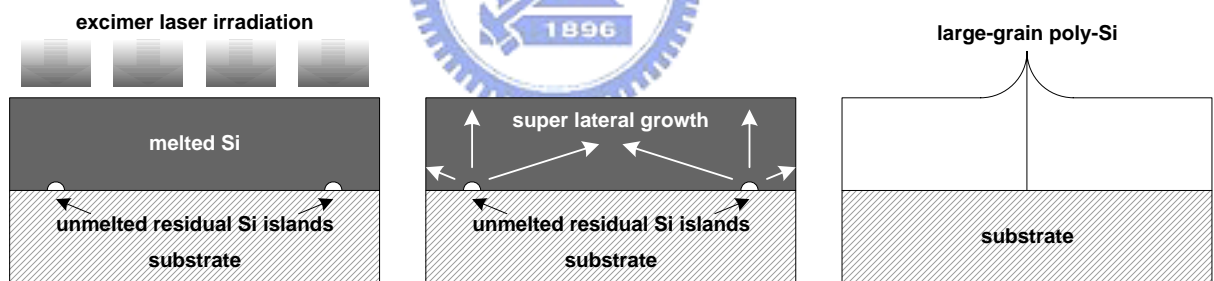 excimer laser irradiation
melted Si
unmelted residual Si islands
substrate
1896
super lateral growth
unmelted residual Si islands
substrate
large-grain poly-Si
substrate